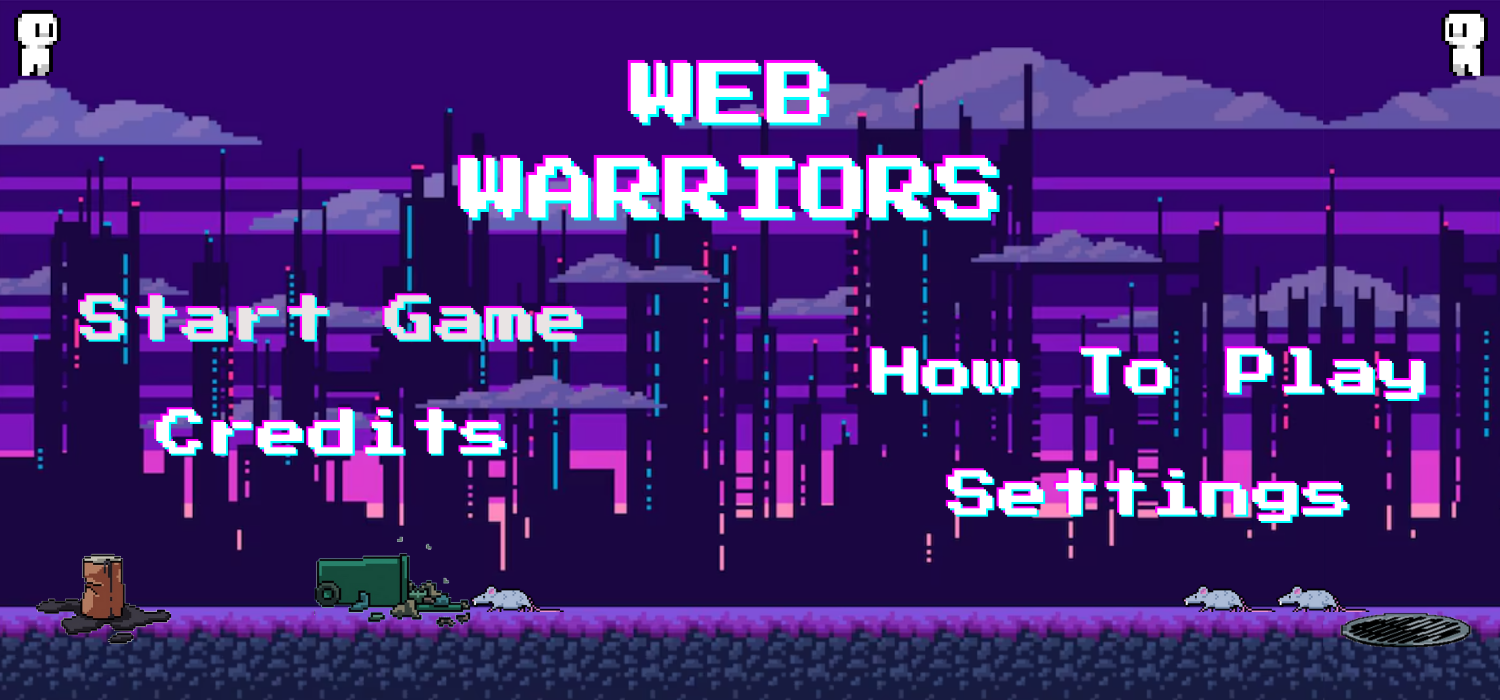 WEB
WARRIORS
Start Game
How To Play
Credits
Settings